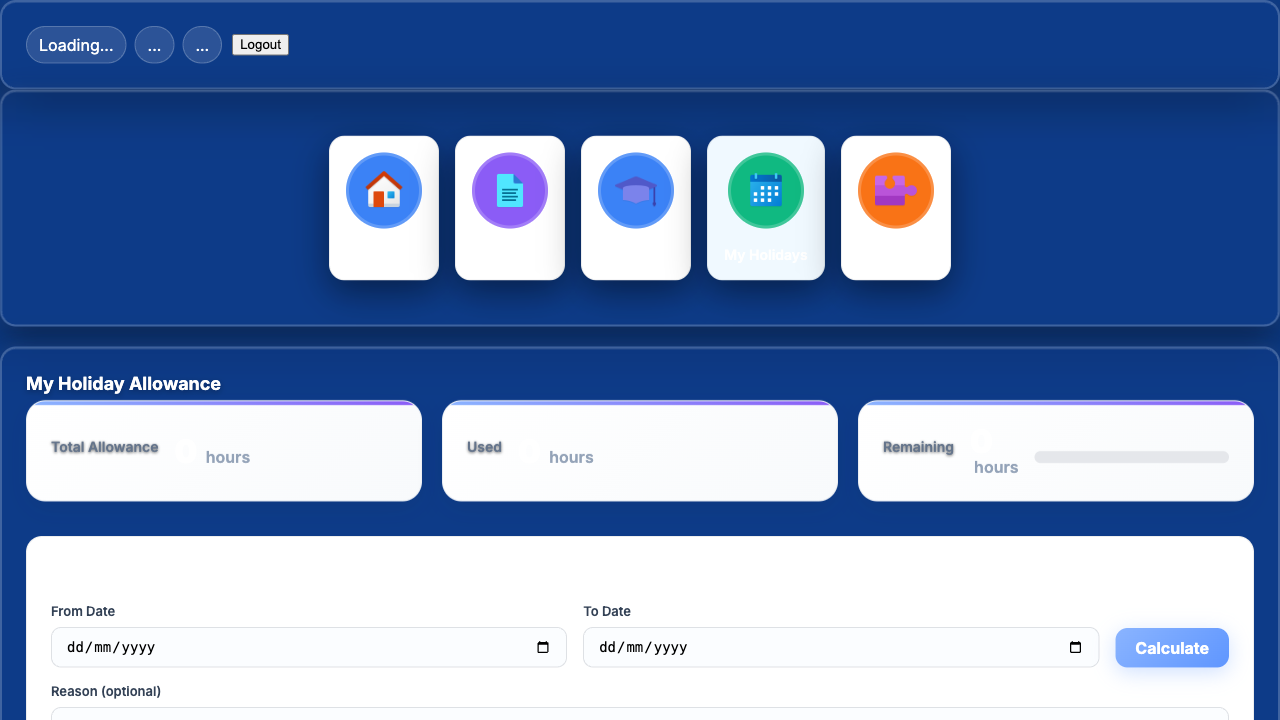 Loading...
...
...
Logout
My Holidays
My Holiday Allowance
Total Allowance
hours
Used
hours
Remaining
hours
From Date
To Date
dd/mm/yyyy
dd/mm/yyyy
Calculate
Reason (optional)